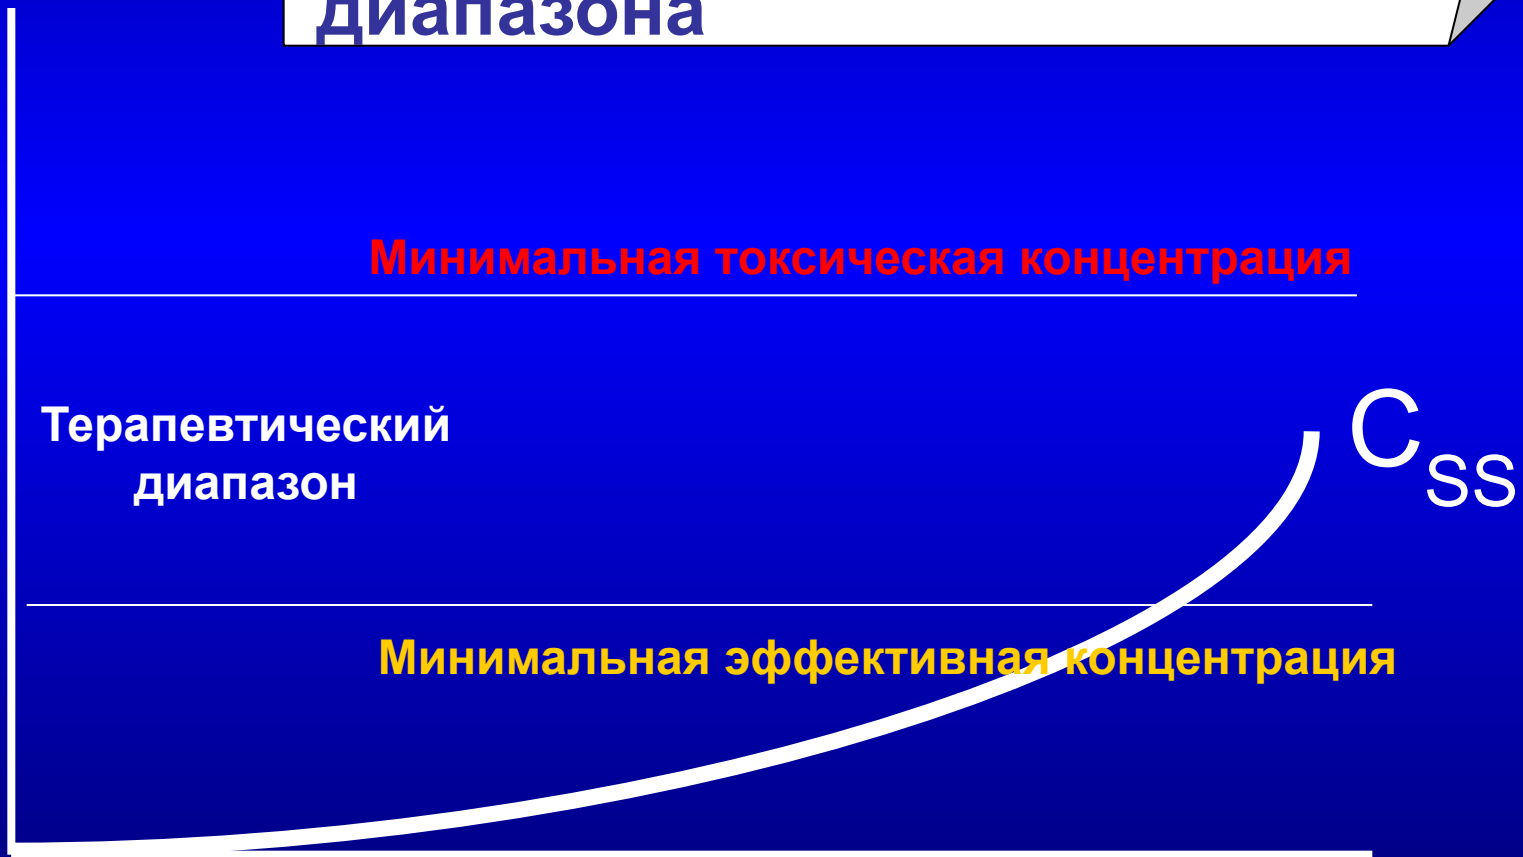 диапазона
Минимальная токсическая концентрация
Терапевтический
диапазон
C
SS
Минимальная эффективная концентрация